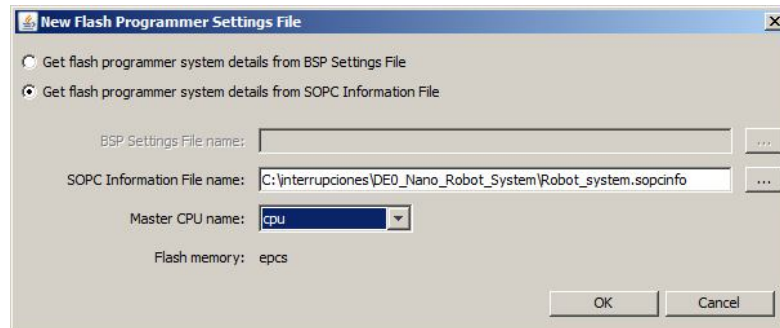 New Flash Programmer Settings File
Get flash programmer system details from BSP Settings File
Get flash programmer system details from SOPC Information File
BSP Settings File name:
...
SOPC Information File name: C:\interrupciones\DE0_Nano_Robot_System\Robot_system.sopcinfo ...
Master CPU name: cpu
Flash memory: epcs
OK Cancel